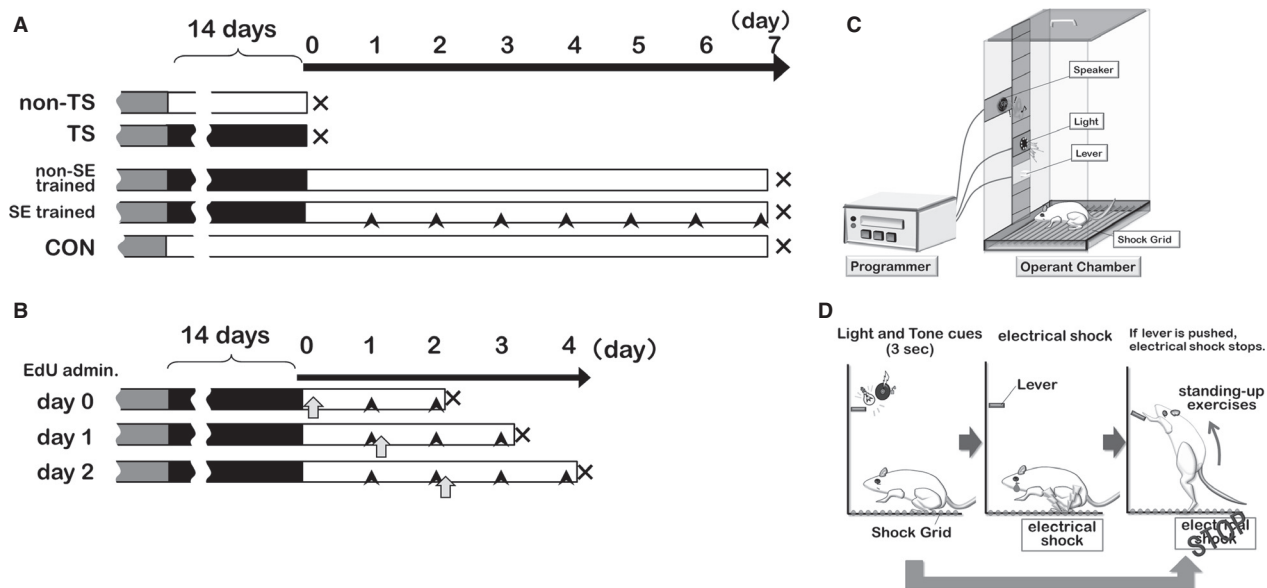 A
14 days
(day)
0 1 2 3 4 5 6 7
non-TS
TS
non-SE
trained
SE trained
CON
B
14 days
0 1 2 3 4 (day)
EdU admin.
day 0
day 1
day 2
C
Speaker
Light
Lever
Shock Grid
Programmer
Operant Chamber
D
Light and Tone cues
(3 sec)
Shock Grid
electrical shock
Lever
electrical
shock
If lever is pushed,
electrical shock stops.
standing-up
exercises
electrical
shock
STOP